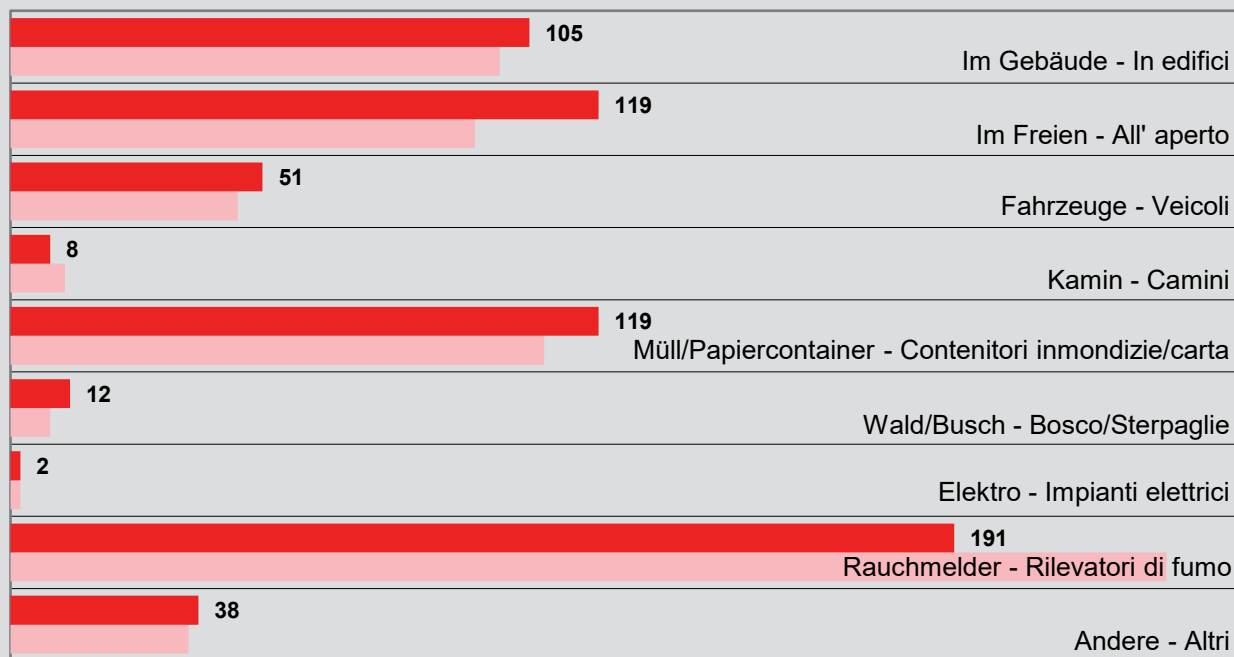 105
Im Gebäude - In edifici
119
Im Freien - All' aperto
51
Fahrzeuge - Veicoli
8
Kamin - Camini
119
Müll/Papiercontainer - Contenitori inmondizie/carta
12
Wald/Busch - Bosco/Sterpaglie
2
Elektro - Impianti elettrici
191
Rauchmelder - Rilevatori di fumo
38
Andere - Altri